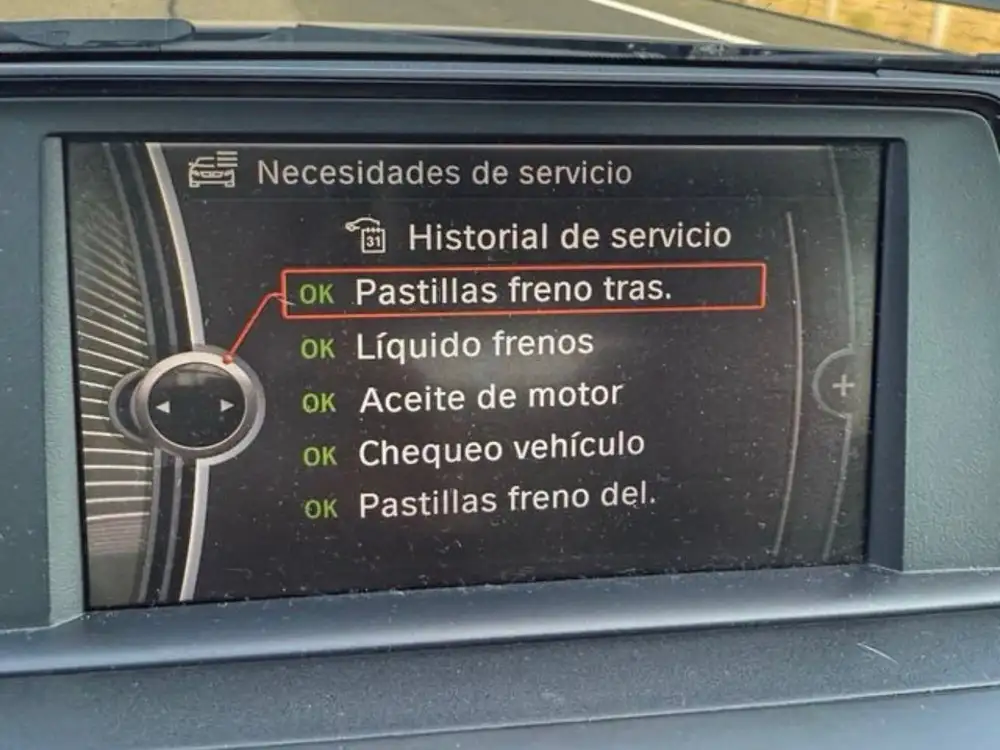 Necesidades de servicio
31 Historial de servicio
OK Pastillas freno tras.
OK Líquido frenos
OK Aceite de motor
OK Chequeo vehículo
OK Pastillas freno del.